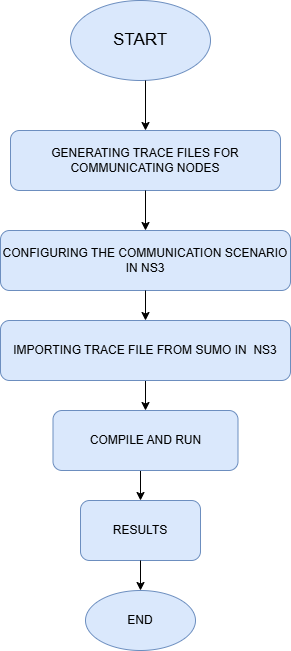 START
GENERATING TRACE FILES FOR
COMMUNICATING NODES
CONFIGURING THE COMMUNICATION SCENARIO
IN NS3
IMPORTING TRACE FILE FROM SUMO IN  NS3
COMPILE AND RUN
RESULTS
END